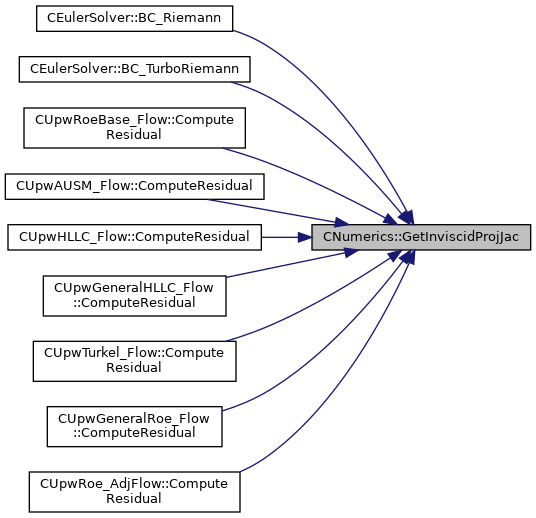 CEulerSolver::BC_Riemann
CEulerSolver::BC_TurboRiemann
CUpwRoeBase_Flow::Compute
Residual
CUpwAUSM_Flow::ComputeResidual
CUpwHLLC_Flow::ComputeResidual
CNumerics::GetInviscidProjJac
CUpwGeneralHLLC_Flow
::ComputeResidual
CUpwTurkel_Flow::Compute
Residual
CUpwGeneralRoe_Flow
::ComputeResidual
CUpwRoe_AdjFlow::Compute
Residual